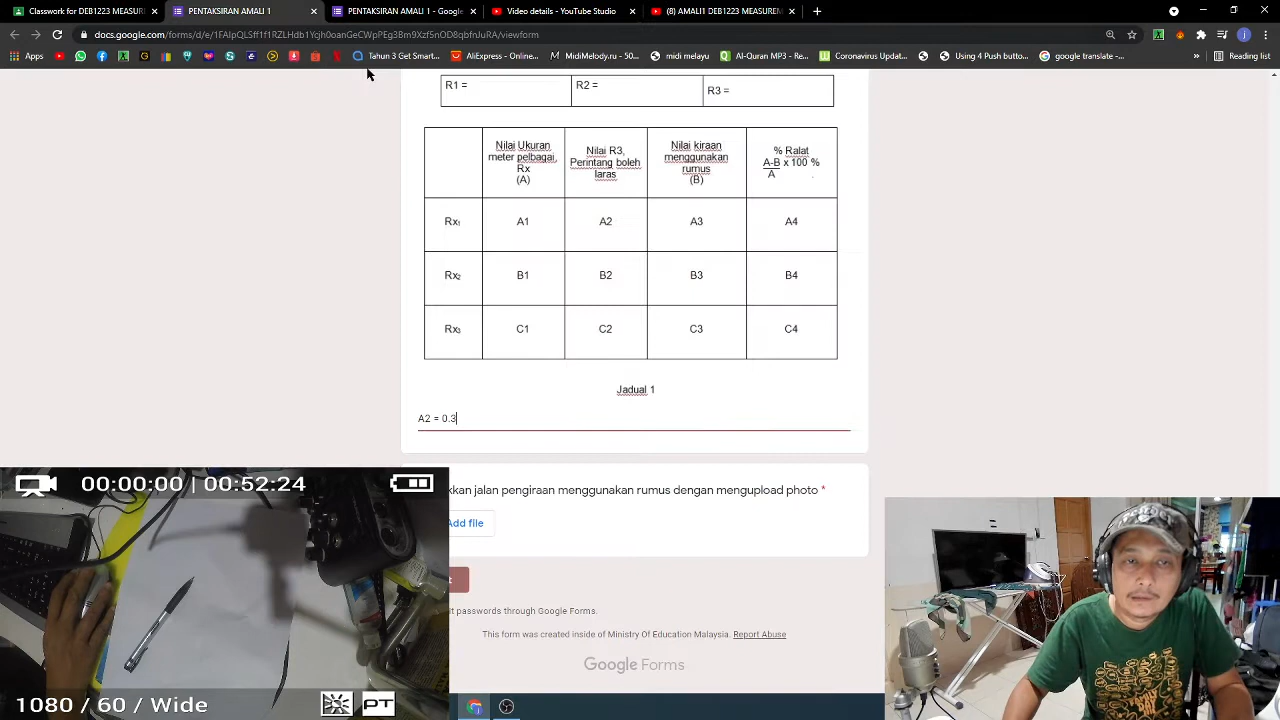 Classwork for DEB1223 MEASUR
PENTAKSIRAN AMALI 1
PENTAKSIRAN AMALI 1 - Google
Video details - YouTube Studio
(8) AMALI1 DEB1223 MEASUREM
docs.google.com/forms/d/e/1FAIpQLSff1f1RZLHdb1Ycjh0oanGeCWpPEg3Bm9Xzf5nOD8qbfnJuRA/viewform
Apps
Tahun 3 Get Smart...
AliExpress - Online...
MidiMelody.ru - 50...
midi melayu
Al-Quran MP3 - Re...
Coronavirus Updat...
Using 4 Push butto...
google translate -...
Reading list
R1 = R2 = R3 =
Nilai Ukuran meter pelbagai, Rx (A)
Nilai R3, Perintang boleh laras
Nilai kiraan menggunakan rumus (B)
% Ralat A-B x 100 % A
Rx1 A1 A2 A3 A4
Rx2 B1 B2 B3 B4
Rx3 C1 C2 C3 C4
Jadual 1
A2 = 0.3
kkan jalan pengiraan menggunakan rumus dengan mengupload photo *
Add file
t
it passwords through Google Forms.
This form was created inside of Ministry Of Education Malaysia. Report Abuse
Google Forms
00:00:00 | 00:52:24
1080 / 60 / Wide
PT